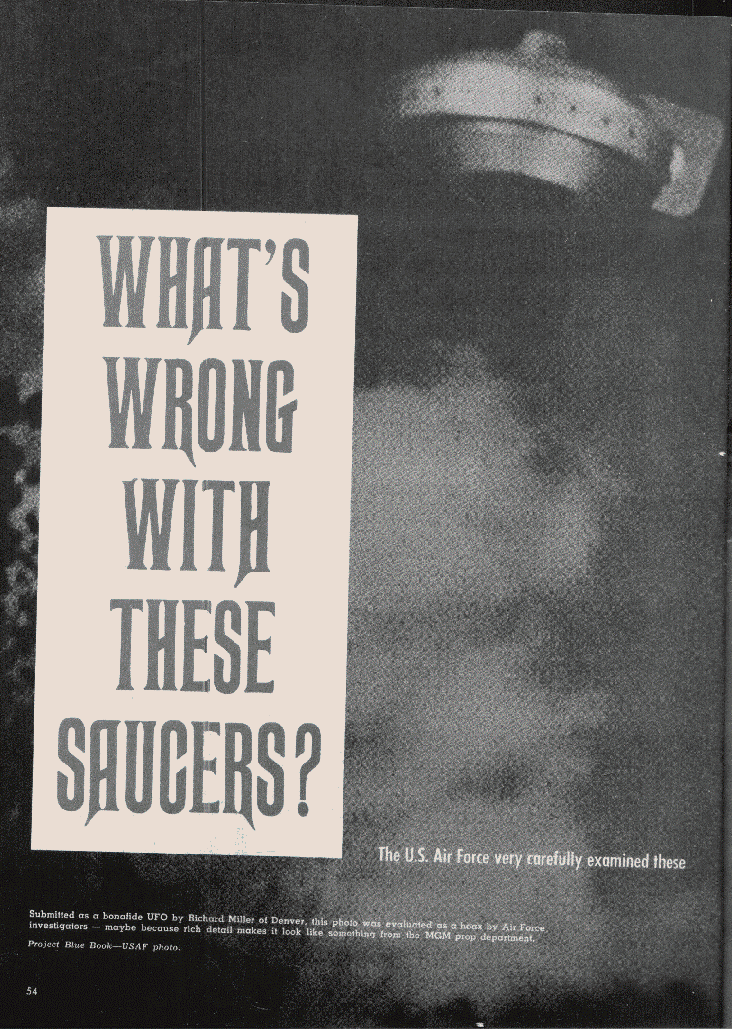 WHAT'S
WRONG
WITH
THESE
SAUCERS?
The U.S. Air Force very carefully examined these
Submitted as a bonafide UFO by Richard Miller of Denver, this photo was evaluated as a hoax by Air Force
investigators — maybe because rich detail makes it look like something from the MGM prop department.
Project Blue Book—USAF photo.
54